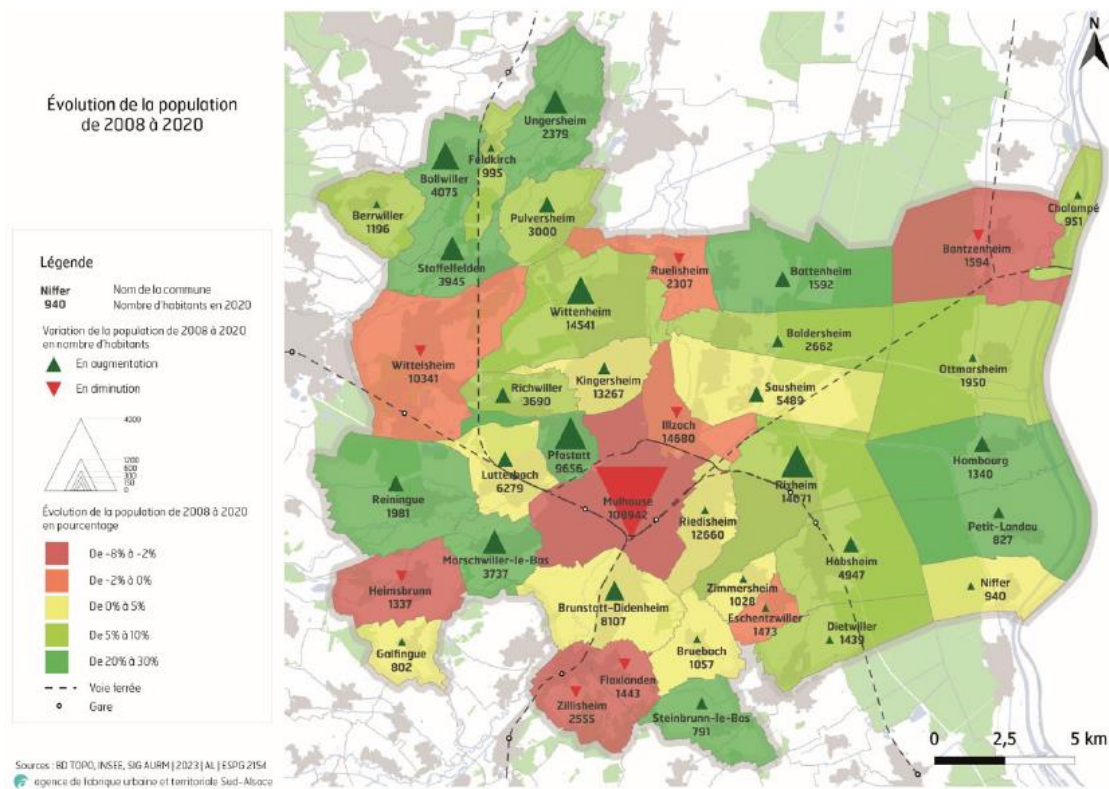 Évolution de la population
de 2008 à 2020
Légende
Niffer
940
Nom de la commune
Nombre d'habitants en 2020
Variation de la population de 2008 à 2020
en nombre d'habitants
En augmentation
En diminution
4000
1200
600
300
150
0
Évolution de la population de 2008 à 2020
en pourcentage
De -8% à -2%
De -2% à 0%
De 0% à 5%
De 5% à 10%
De 20% à 30%
Voie ferrée
Gare
Sources : BD TOPO, INSEE, SIG AURM | 2023 | AL | ESPG 2154
agence de fabrique urbaine et territoriale Sud-Alsace
N
Ungersheim
2379
Feldkirch
995
Bollwiller
4075
Berrwiller
1196
Pulversheim
3000
Chalampé
951
Bantzenheim
1594
Staffelfelden
3945
Ruelisheim
2307
Battenheim
1592
Wittenheim
14541
Baldersheim
2662
Wittelsheim
10341
Ottmarsheim
1950
Kingersheim
13267
Richwiller
3690
Sausheim
5489
Illzach
14680
Pfastatt
9656
Hombourg
1340
Lutterbach
6279
Rixheim
14071
Reiningue
1981
Mulhouse
108942
Riedisheim
12660
Petit-Landau
827
Morschwiller-le-Bas
3737
Habsheim
4947
Heimsbrunn
1337
Zimmersheim
1028
Niffer
940
Brunstatt-Didenheim
8107
Eschentzwiller
1473
Dietwiller
1439
Galfingue
802
Bruebach
1057
Flaxlanden
1443
Zillisheim
2555
Steinbrunn-le-Bas
791
0 2,5 5 km